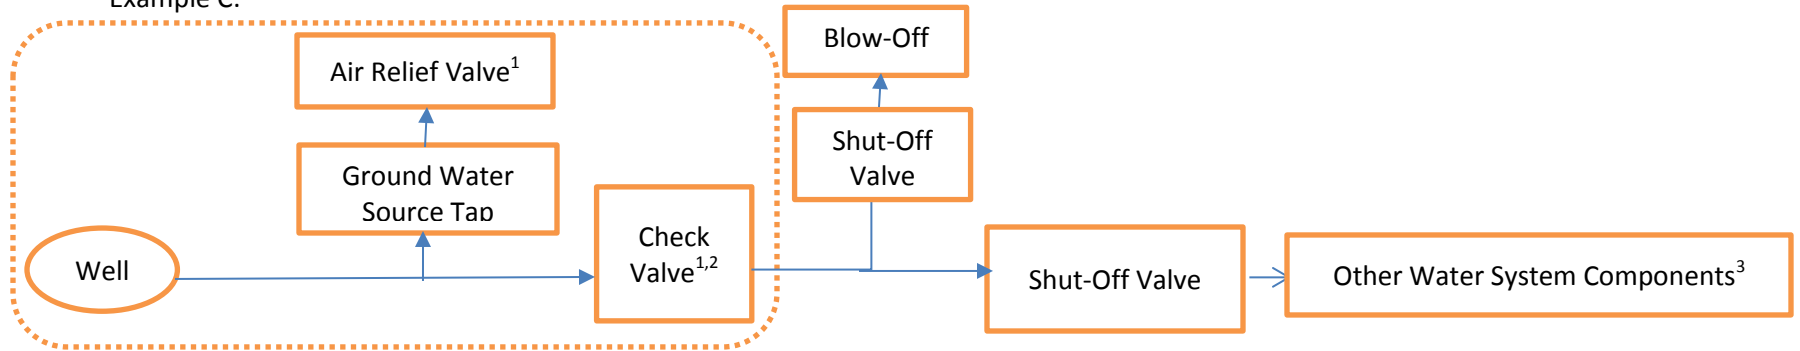 Example C:
Blow-Off
Air Relief Valve1
Shut-Off
Valve
Ground Water
Source Tap
Check
Valve1,2
Well
Shut-Off Valve
Other Water System Components3